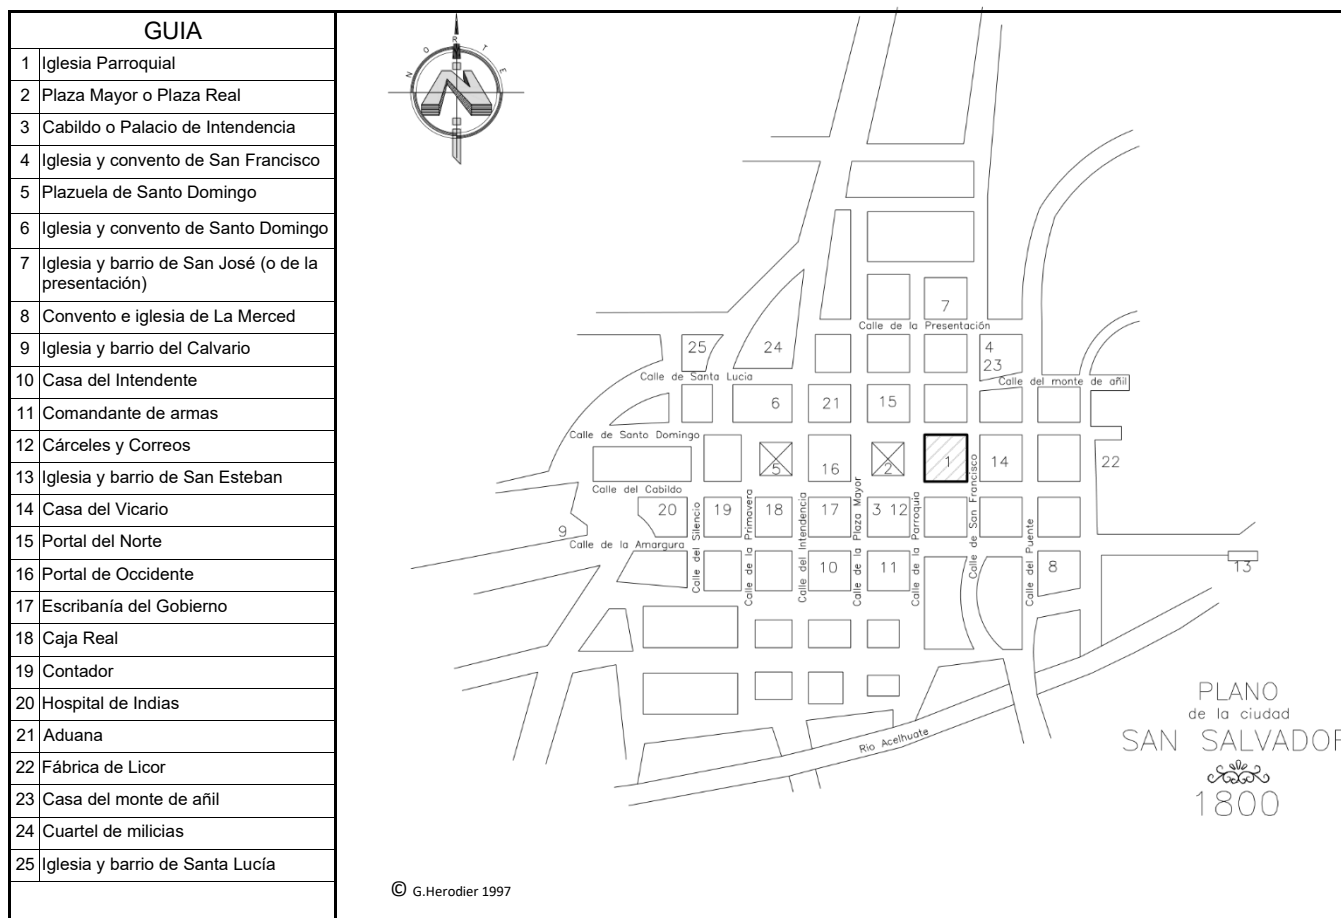 GUIA
1 Iglesia Parroquial
2 Plaza Mayor o Plaza Real
3 Cabildo o Palacio de Intendencia
4 Iglesia y convento de San Francisco
5 Plazuela de Santo Domingo
6 Iglesia y convento de Santo Domingo
7 Iglesia y barrio de San José (o de la
presentación)
8 Convento e iglesia de La Merced
9 Iglesia y barrio del Calvario
10 Casa del Intendente
11 Comandante de armas
12 Cárceles y Correos
13 Iglesia y barrio de San Esteban
14 Casa del Vicario
15 Portal del Norte
16 Portal de Occidente
17 Escribanía del Gobierno
18 Caja Real
19 Contador
20 Hospital de Indias
21 Aduana
22 Fábrica de Licor
23 Casa del monte de añil
24 Cuartel de milicias
25 Iglesia y barrio de Santa Lucía
NORTE
N
7
Calle de la Presentación
25
24
4
23
Calle de Santa Lucia
Calle del monte de añil
6
21
15
Calle de Santo Domingo
5
16
2
1
14
22
Calle del Cabildo
20
19
18
17
3 12
9
Calle de la Amargura
Calle del Silencio
Calle de la Primavera
Calle del Intendencia
Calle de la Plaza Mayor
Calle de la Parroquia
Calle de San Francisco
Calle del Puente
10
11
8
13
Rio Acelhuate
PLANO
de la ciudad
SAN SALVADOR
1800
© G.Herodier 1997